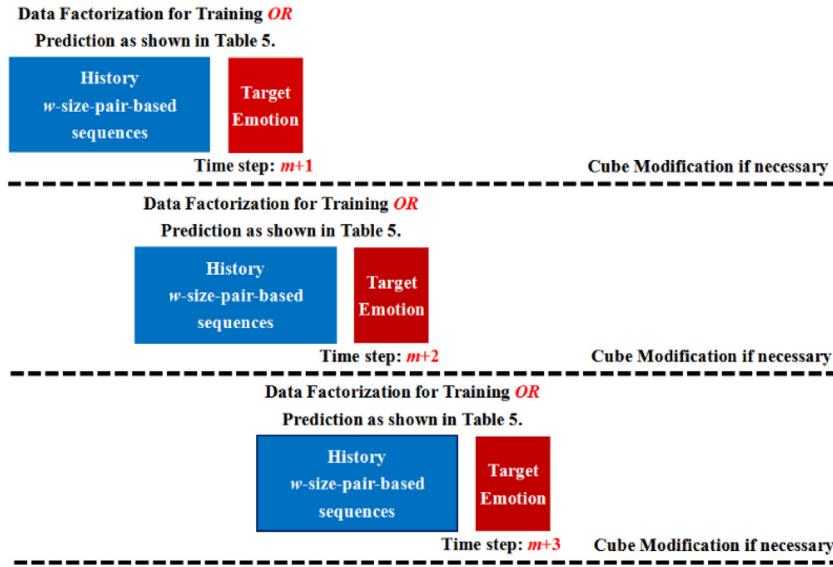 Data Factorization for Training OR
Prediction as shown in Table 5.
History
w-size-pair-based
sequences
Target
Emotion
Time step: m+1
Cube Modification if necessary
Data Factorization for Training OR
Prediction as shown in Table 5.
History
w-size-pair-based
sequences
Target
Emotion
Time step: m+2
Cube Modification if necessary
Data Factorization for Training OR
Prediction as shown in Table 5.
History
w-size-pair-based
sequences
Target
Emotion
Time step: m+3
Cube Modification if necessary